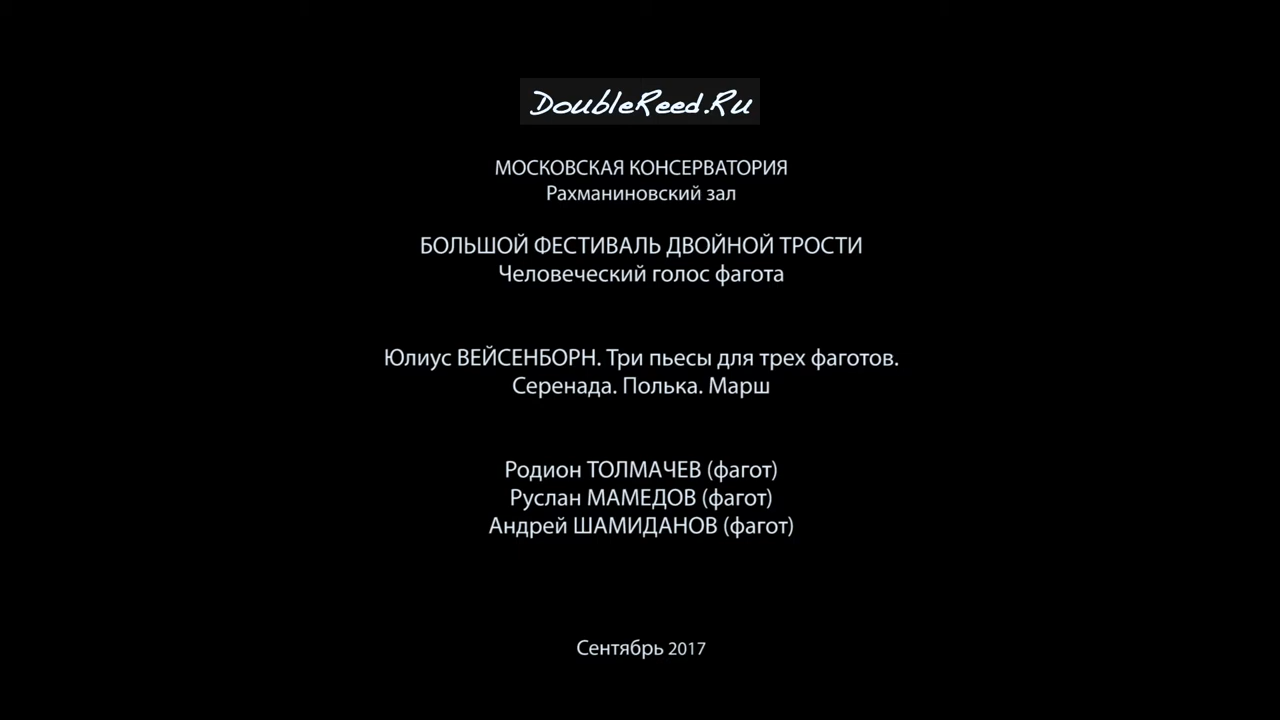 DoubleReed.Ru
МОСКОВСКАЯ КОНСЕРВАТОРИЯ
Рахманиновский зал
БОЛЬШОЙ ФЕСТИВАЛЬ ДВОЙНОЙ ТРОСТИ
Человеческий голос фагота
Юлиус ВЕЙСЕНБОРН. Три пьесы для трех фаготов.
Серенада. Полька. Марш
Родион ТОЛМАЧЕВ (фагот)
Руслан МАМЕДОВ (фагот)
Андрей ШАМИДАНОВ (фагот)
Сентябрь 2017